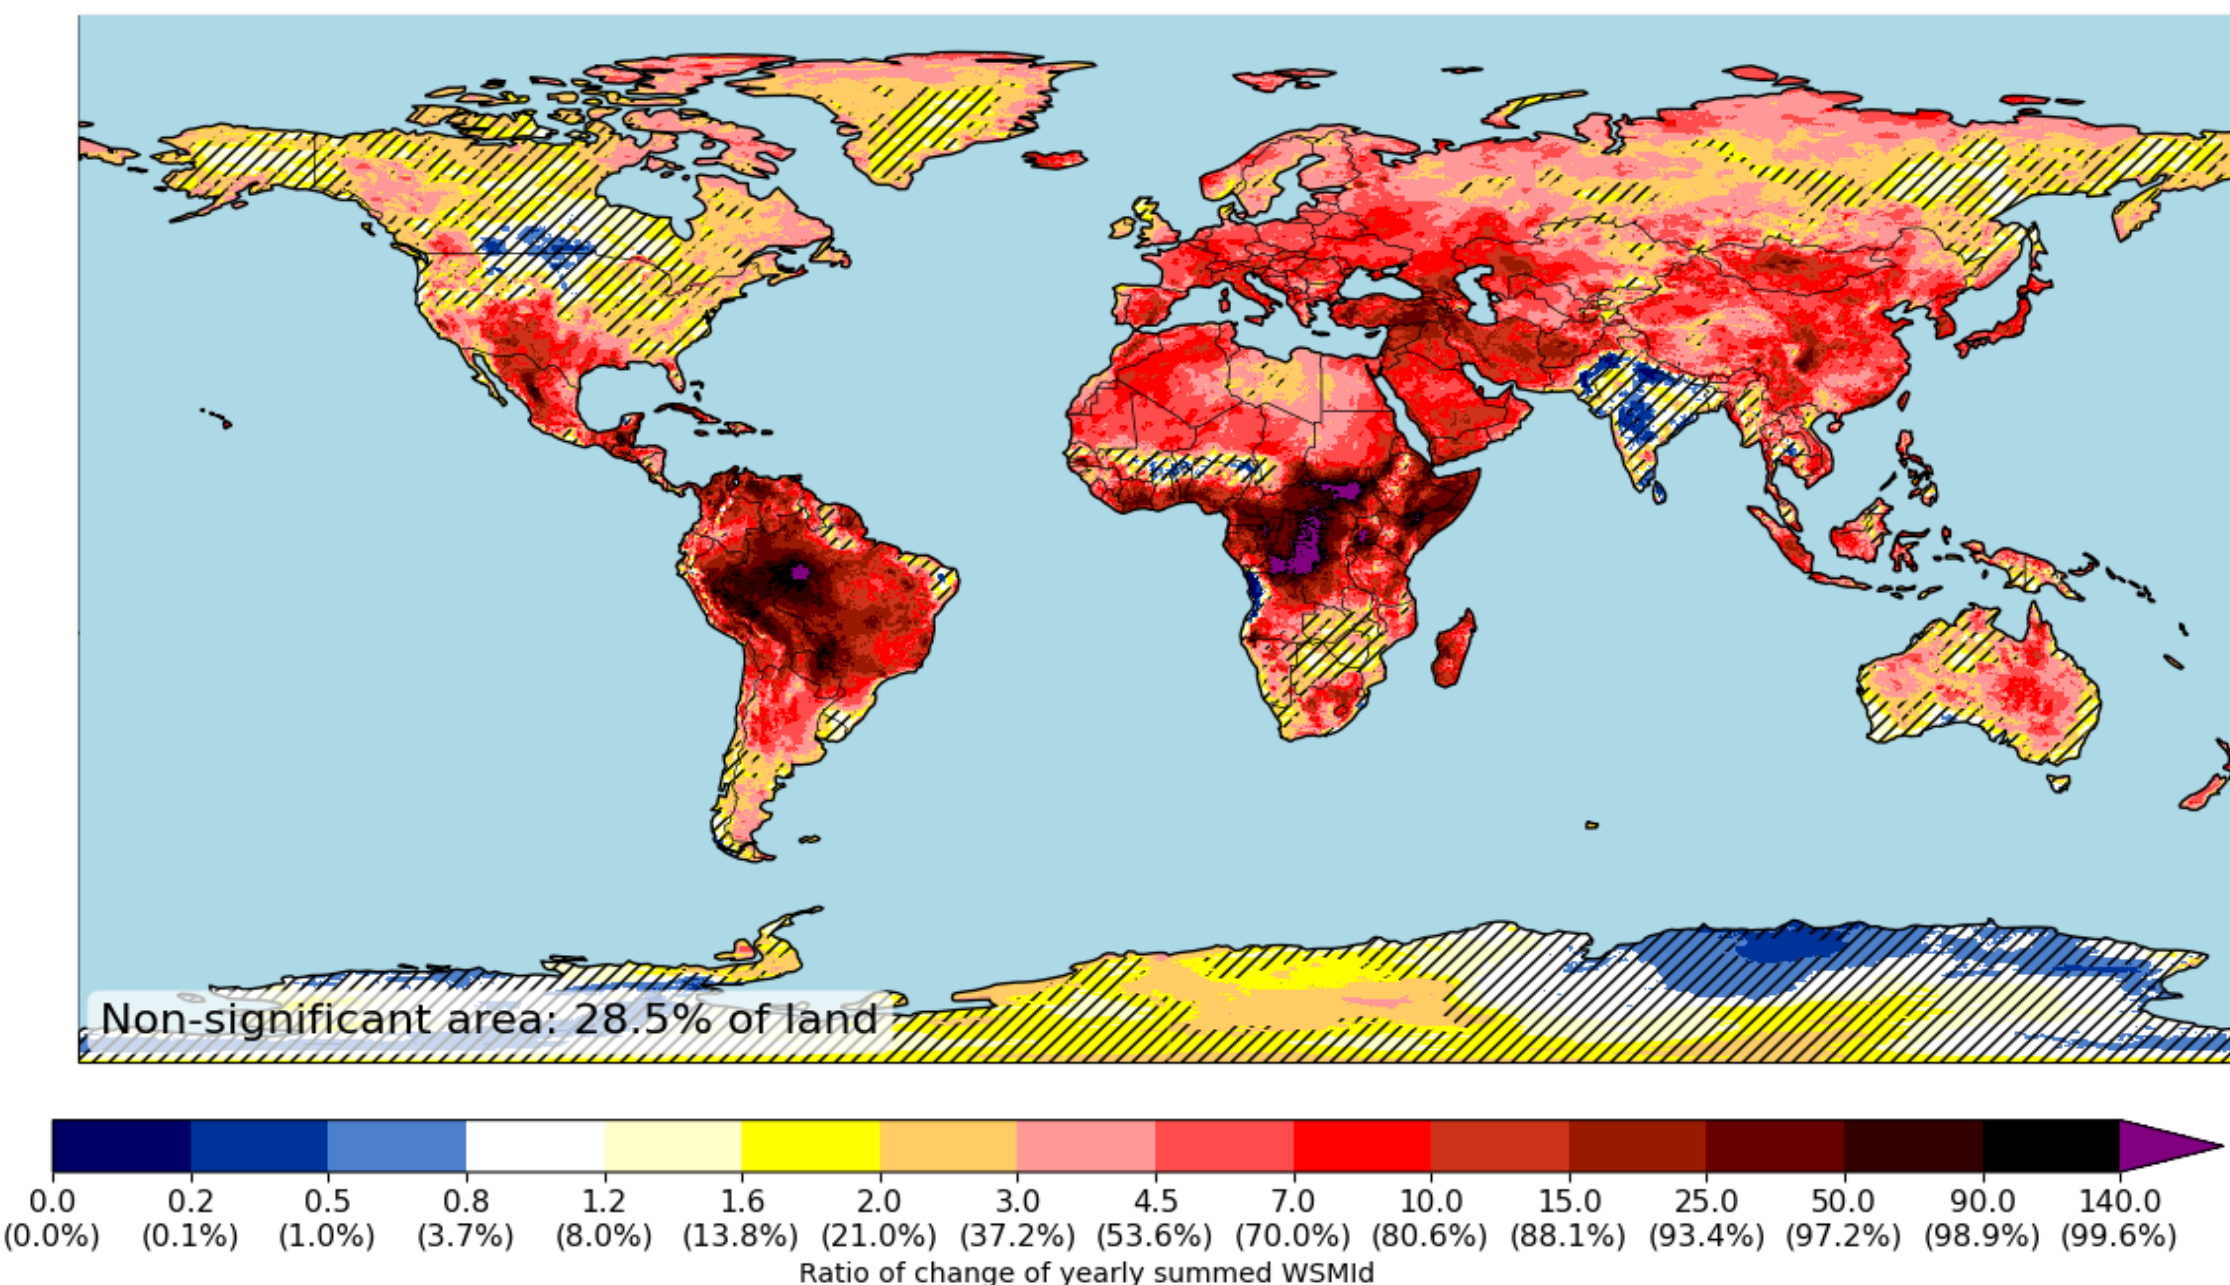 Non-significant area: 28.5% of land
0.0 0.2 0.5 0.8 1.2 1.6 2.0 3.0 4.5 7.0 10.0 15.0 25.0 50.0 90.0 140.0
(0.0%) (0.1%) (1.0%) (3.7%) (8.0%) (13.8%) (21.0%) (37.2%) (53.6%) (70.0%) (80.6%) (88.1%) (93.4%) (97.2%) (98.9%) (99.6%)
Ratio of change of yearly summed WSMId